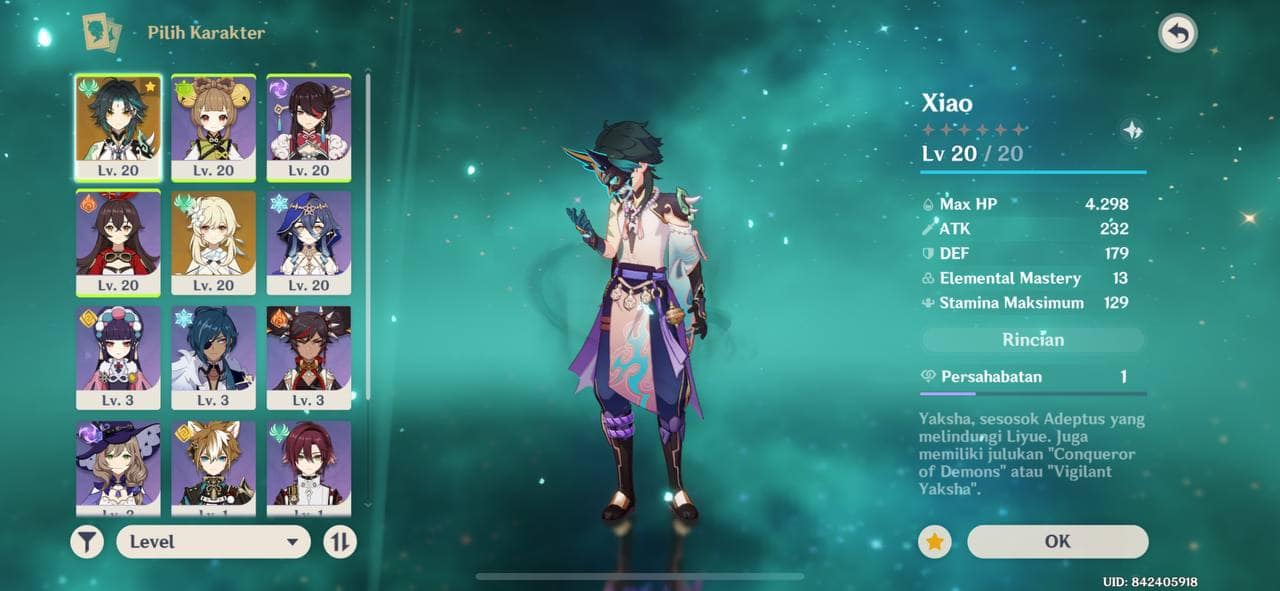 Pilih Karakter
Lv. 20
Lv. 20
Lv. 20
Lv. 20
Lv. 20
Lv. 20
Lv. 3
Lv. 3
Lv. 3
Level
Xiao
Lv 20 / 20
Max HP 4.298
ATK 232
DEF 179
Elemental Mastery 13
Stamina Maksimum 129
Rincian
Persahabatan 1
Yaksha, sesosok Adeptus yang
melindungi Liyue. Juga
memiliki julukan "Conqueror
of Demons" atau "Vigilant
Yaksha".
OK
UID: 842405918